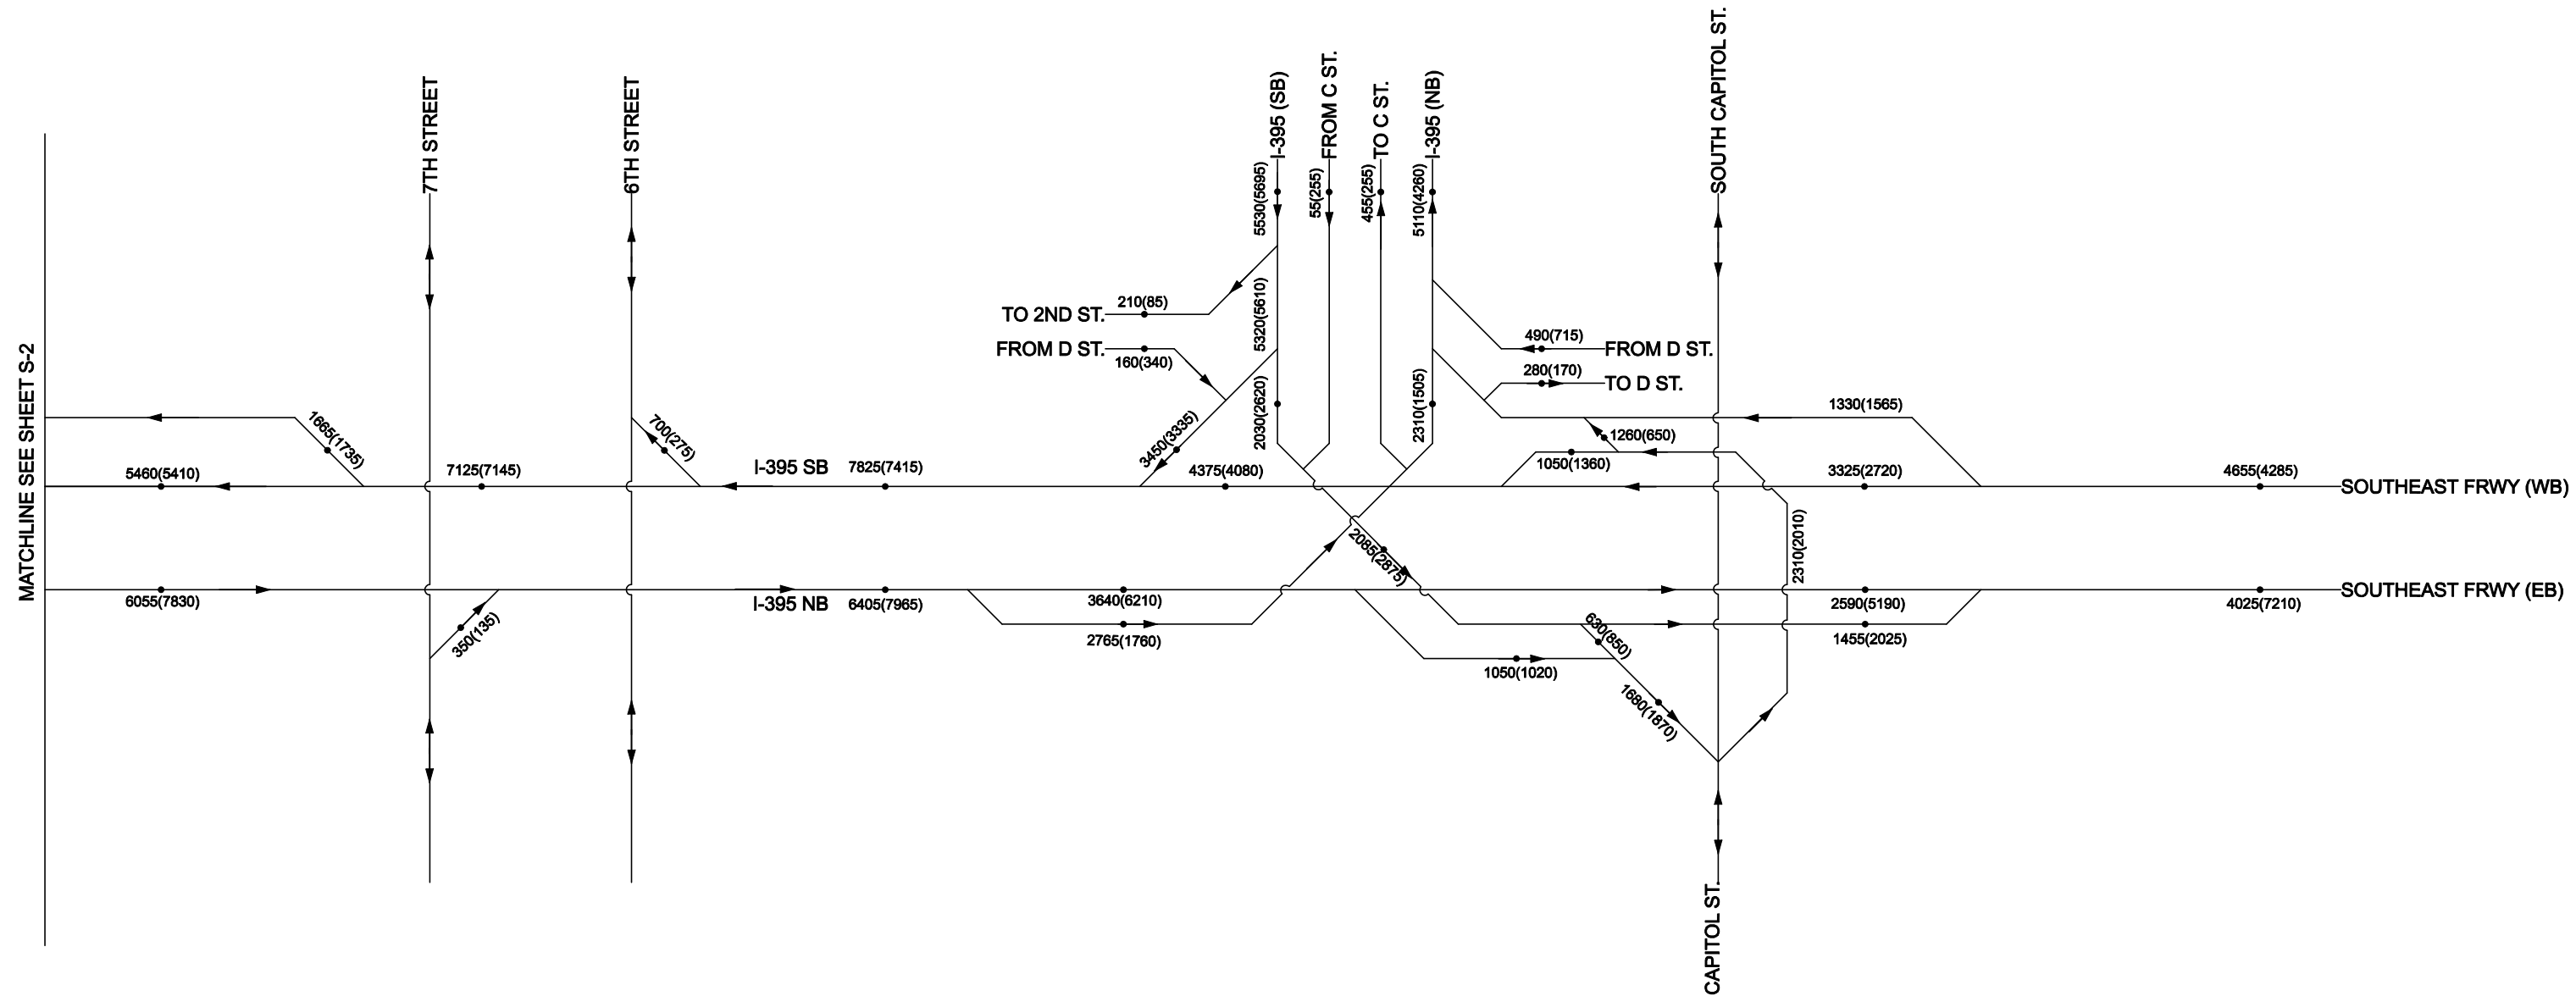 SOUTH CAPITOL ST.
7TH STREET
6TH STREET
I-395 (SB)
FROM C ST.
TO C ST.
I-395 (NB)
5530(5695)
55(255)
455(255)
5110(4260)
TO 2ND ST.
210(85)
5320(5610)
FROM D ST.
160(340)
490(715)
FROM D ST.
280(170)
TO D ST.
MATCHLINE SEE SHEET S-2
1665(1735)
700(275)
3450(3335)
2030(2620)
2310(1505)
1330(1565)
1260(650)
1050(1360)
5460(5410)
7125(7145)
I-395 SB
7825(7415)
4375(4080)
3325(2720)
4655(4285)
SOUTHEAST FRWY (WB)
2085(2875)
2310(2010)
6055(7830)
350(135)
I-395 NB
6405(7965)
3640(6210)
2765(1760)
2590(5190)
4025(7210)
SOUTHEAST FRWY (EB)
630(850)
1455(2025)
1050(1020)
1680(1870)
CAPITOL ST.